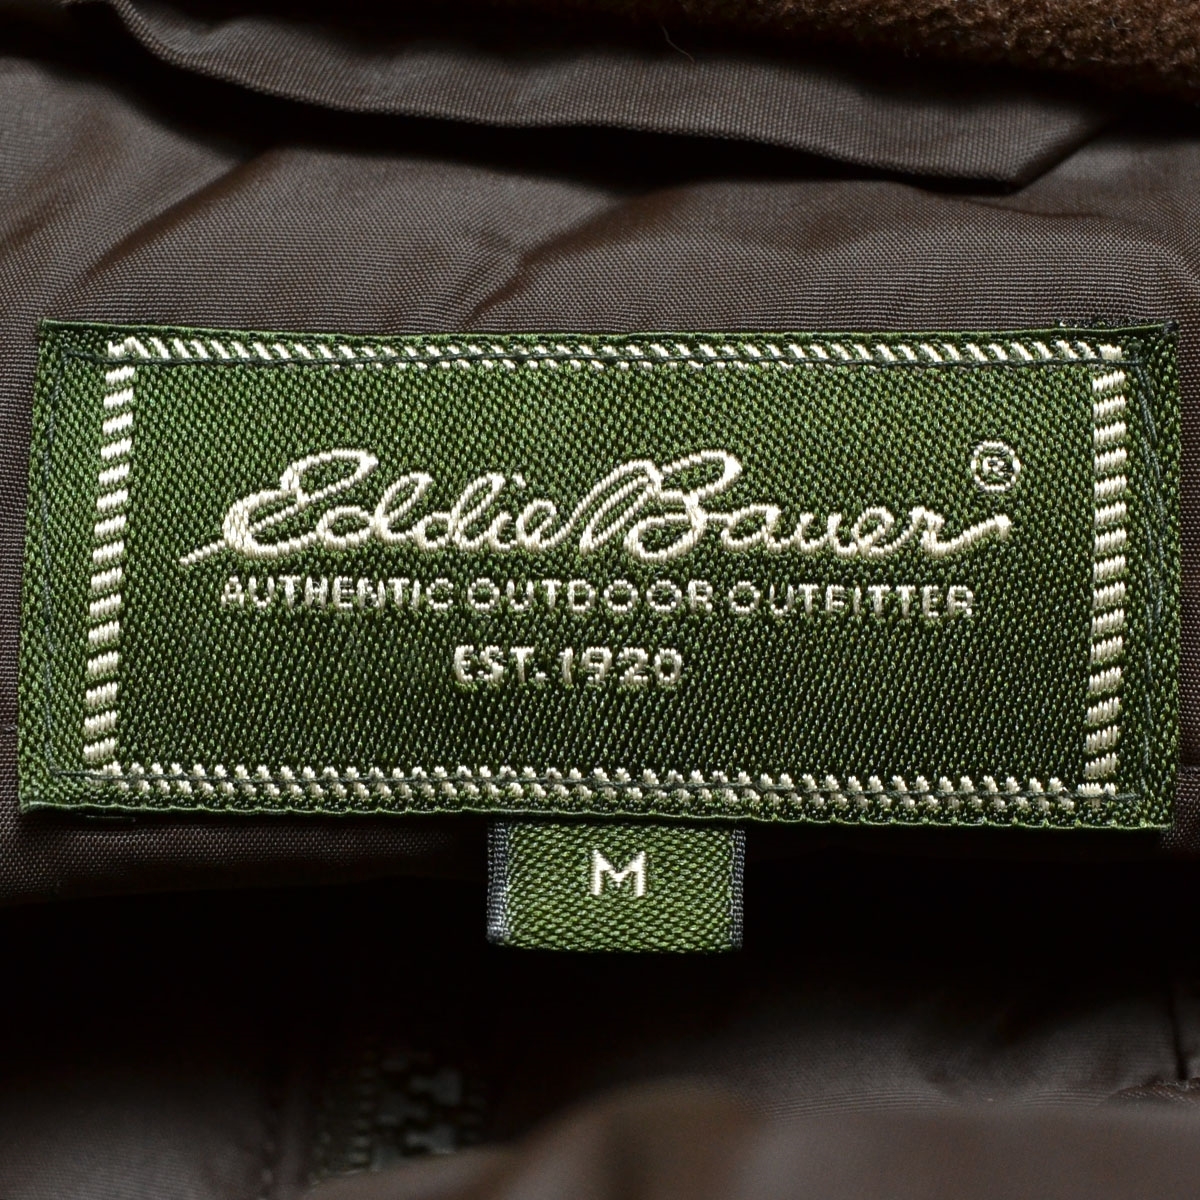 Eddie Bauer®
AUTHENTIC OUTDOOR OUTFITTER
EST. 1920
M